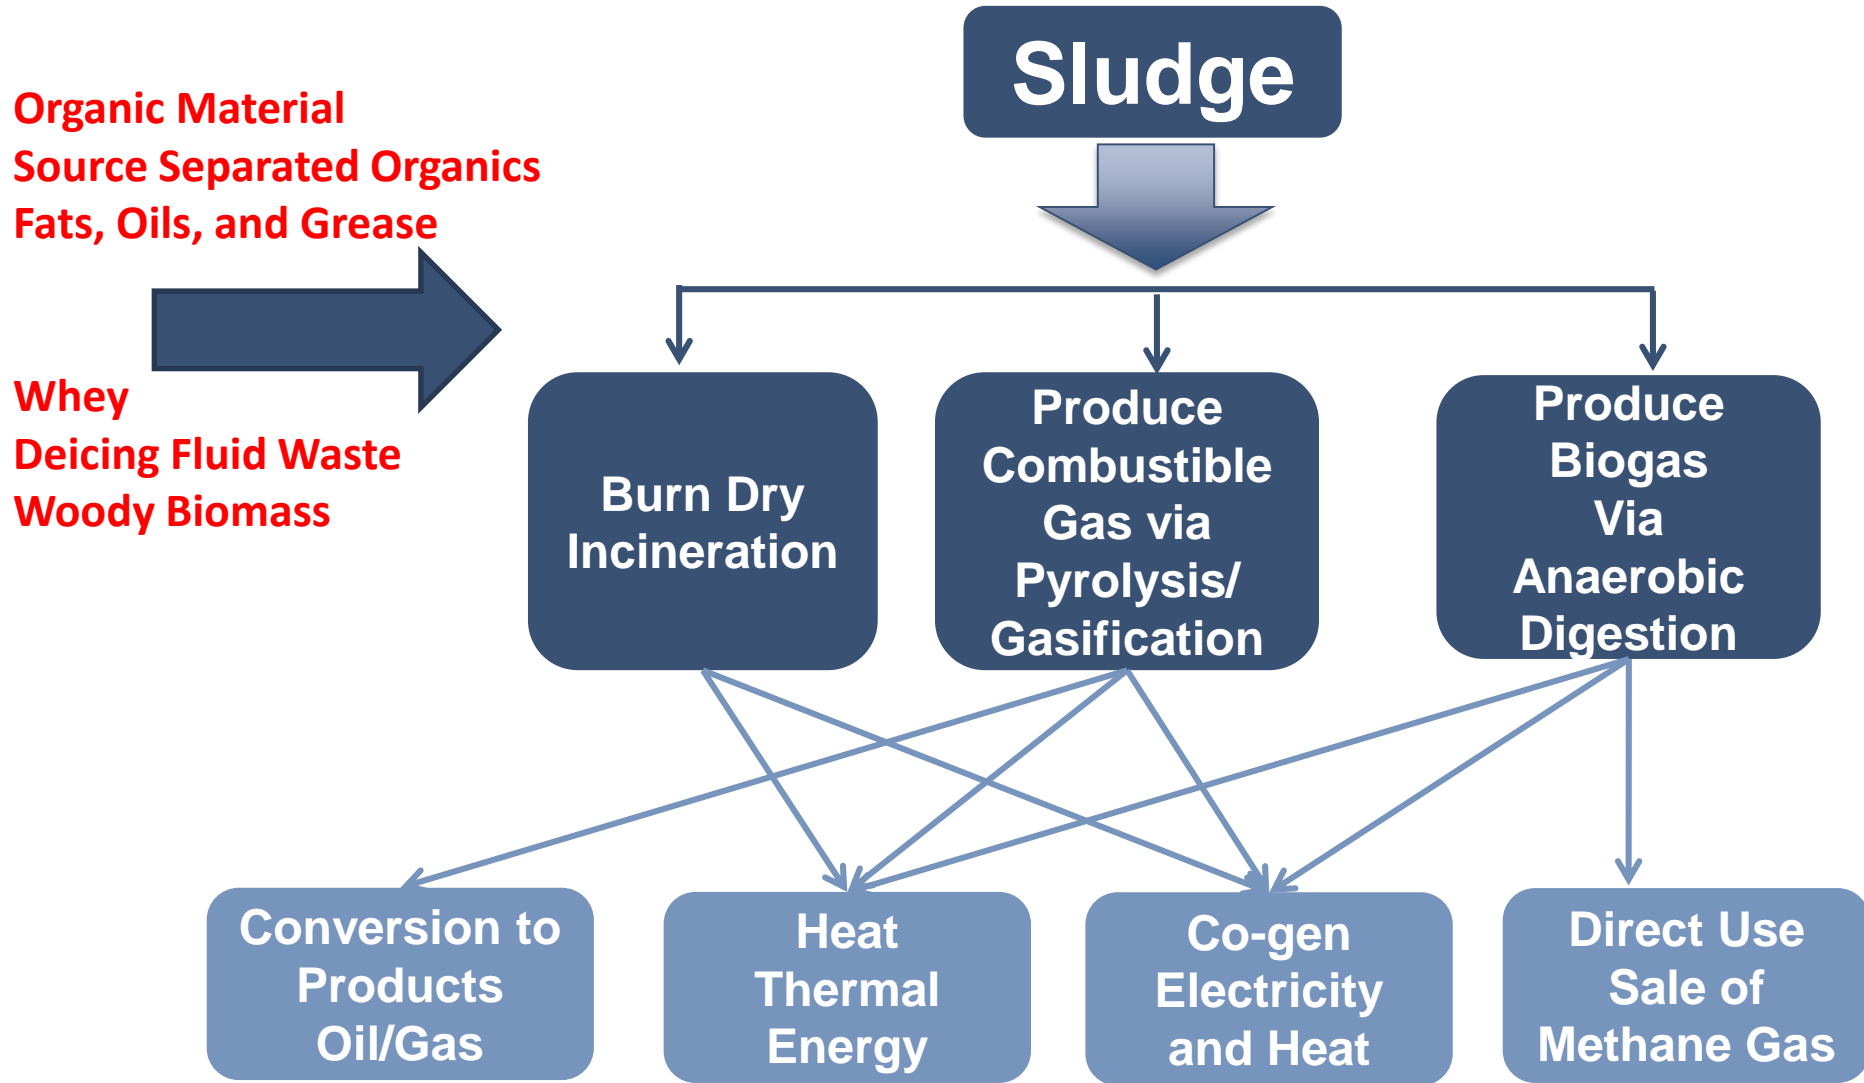 Sludge
Organic Material
Source Separated Organics
Fats, Oils, and Grease
Whey
Deicing Fluid Waste
Woody Biomass
Burn Dry
Incineration
Produce
Combustible
Gas via
Pyrolysis/
Gasification
Produce
Biogas
Via
Anaerobic
Digestion
Conversion to
Products
Oil/Gas
Heat
Thermal
Energy
Co-gen
Electricity
and Heat
Direct Use
Sale of
Methane Gas